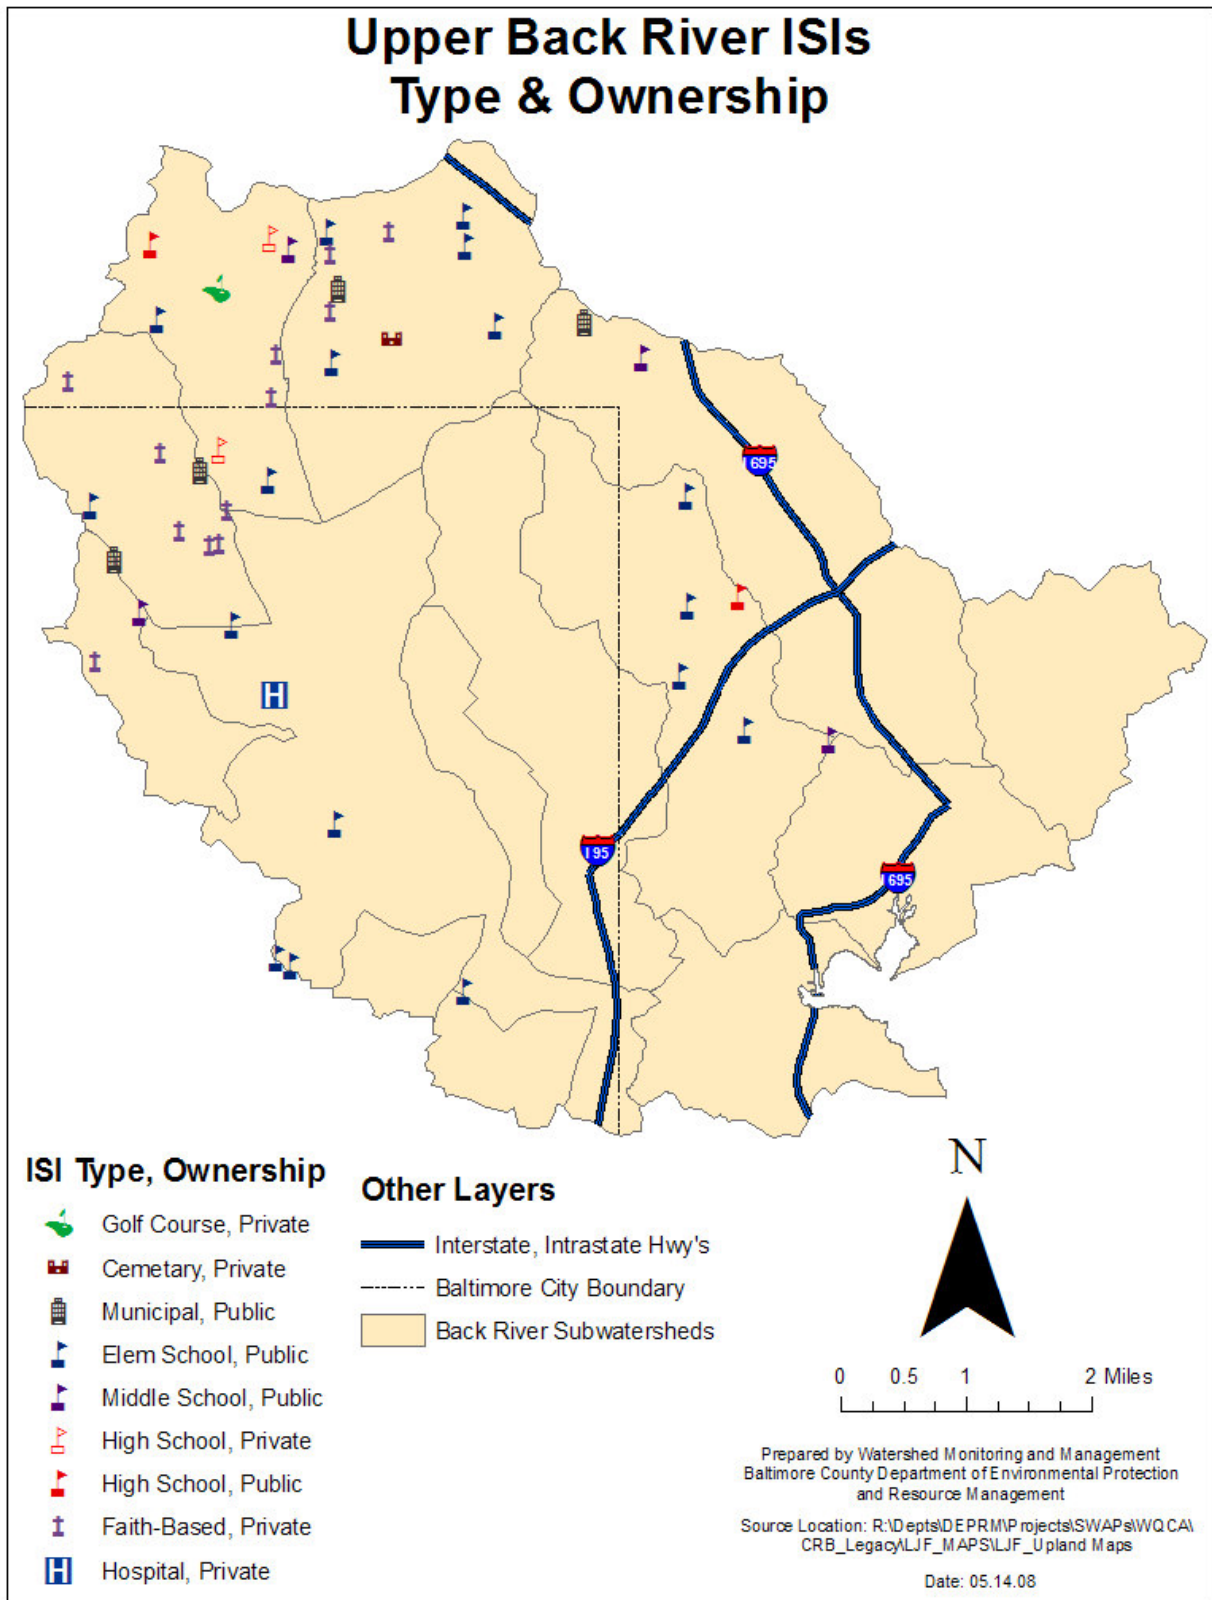 Upper Back River ISIs
Type & Ownership
I 695
I 95
I 695
H
ISI Type, Ownership
Golf Course, Private
Cemetary, Private
Municipal, Public
Elem School, Public
Middle School, Public
High School, Private
High School, Public
Faith-Based, Private
H Hospital, Private
Other Layers
Interstate, Intrastate Hwy's
Baltimore City Boundary
Back River Subwatersheds
N
0 0.5 1 2 Miles
Prepared by Watershed Monitoring and Management
Baltimore County Department of Environmental Protection
and Resource Management
Source Location: R:\Depts\DEPRM\Projects\SWAPs\WQCA\
CRB_Legacy\LJF_MAPS\LJF_Upland Maps
Date: 05.14.08